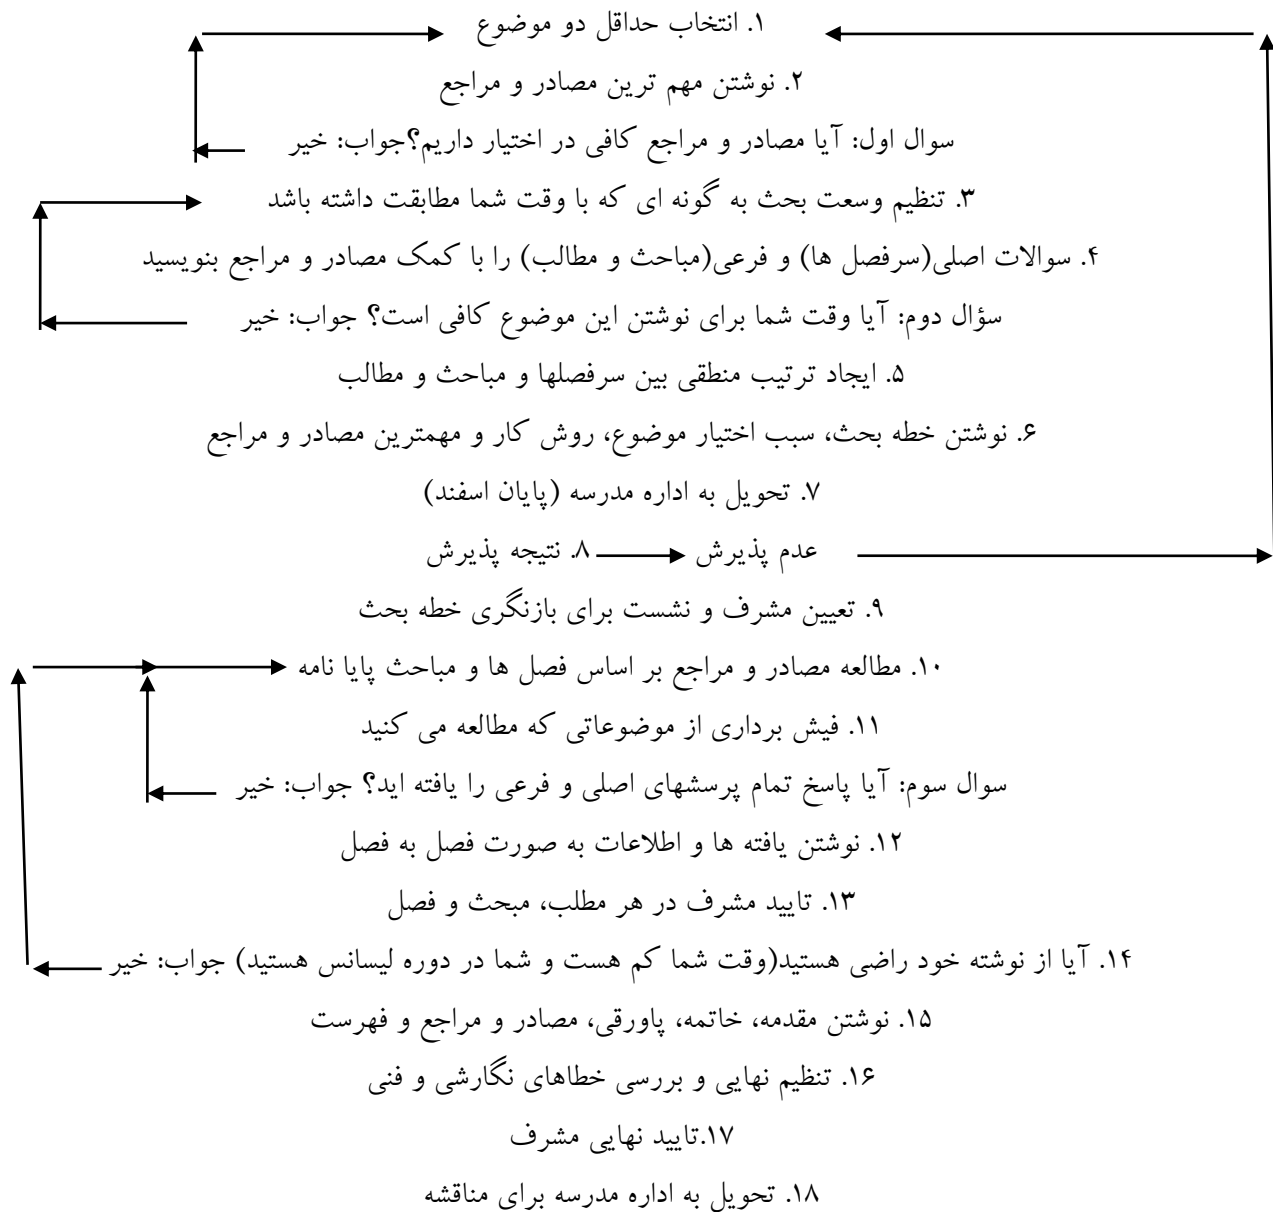 ۱. انتخاب حداقل دو موضوع
۲. نوشتن مهم ترین مصادر و مراجع
سوال اول: آیا مصادر و مراجع کافی در اختیار داریم؟جواب: خیر
۳. تنظیم وسعت بحث به گونه ای که با وقت شما مطابقت داشته باشد
۴. سوالات اصلی(سرفصل ها) و فرعی(مباحث و مطالب) را با کمک مصادر و مراجع بنویسید
سؤال دوم: آیا وقت شما برای نوشتن این موضوع کافی است؟ جواب: خیر
۵. ایجاد ترتیب منطقی بین سرفصلها و مباحث و مطالب
۶. نوشتن خطه بحث، سبب اختیار موضوع، روش کار و مهمترین مصادر و مراجع
۷. تحویل به اداره مدرسه (پایان اسفند)
عدم پذیرش ۸. نتیجه پذیرش
۹. تعیین مشرف و نشست برای بازنگری خطه بحث
۱۰. مطالعه مصادر و مراجع بر اساس فصل ها و مباحث پایا نامه
۱۱. فیش برداری از موضوعاتی که مطالعه می کنید
سوال سوم: آیا پاسخ تمام پرسشهای اصلی و فرعی را یافته اید؟ جواب: خیر
۱۲. نوشتن یافته ها و اطلاعات به صورت فصل به فصل
۱۳. تایید مشرف در هر مطلب، مبحث و فصل
۱۴. آیا از نوشته خود راضی هستید(وقت شما کم هست و شما در دوره لیسانس هستید) جواب: خیر
۱۵. نوشتن مقدمه، خاتمه، پاورقی، مصادر و مراجع و فهرست
۱۶. تنظیم نهایی و بررسی خطاهای نگارشی و فنی
۱۷.تایید نهایی مشرف
۱۸. تحویل به اداره مدرسه برای مناقشه